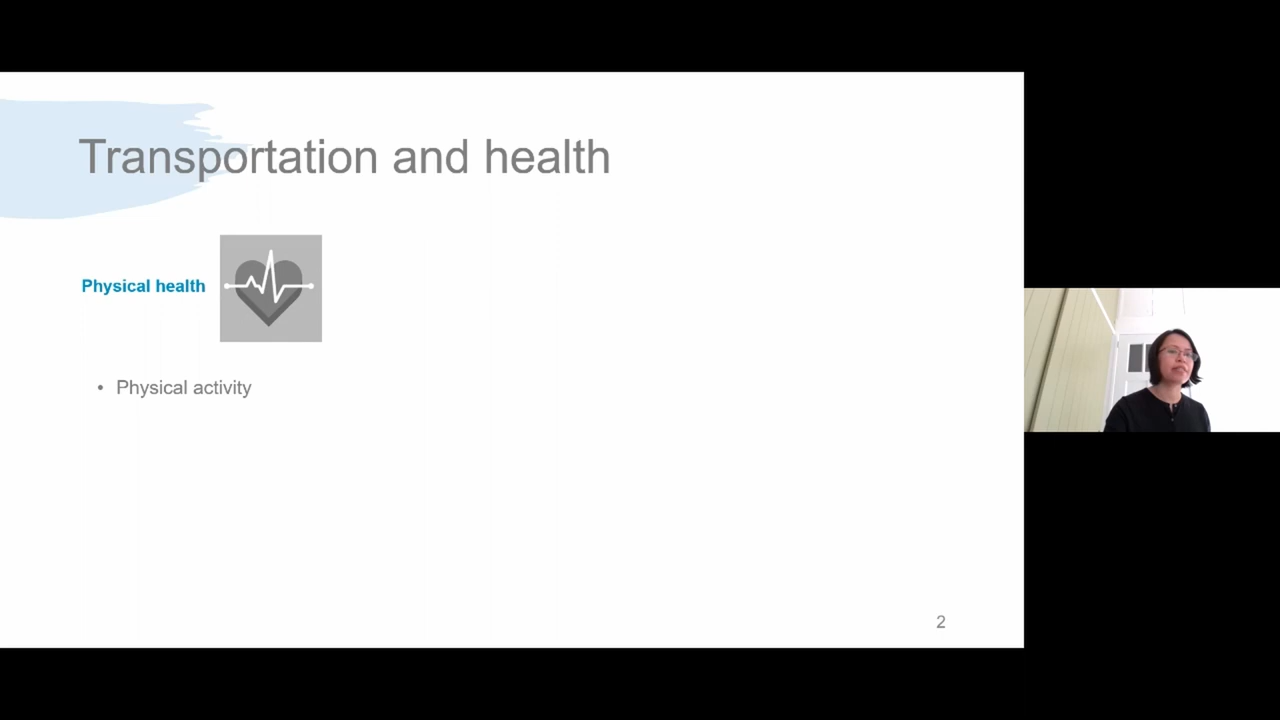 Transportation and health
Physical health
• Physical activity
2